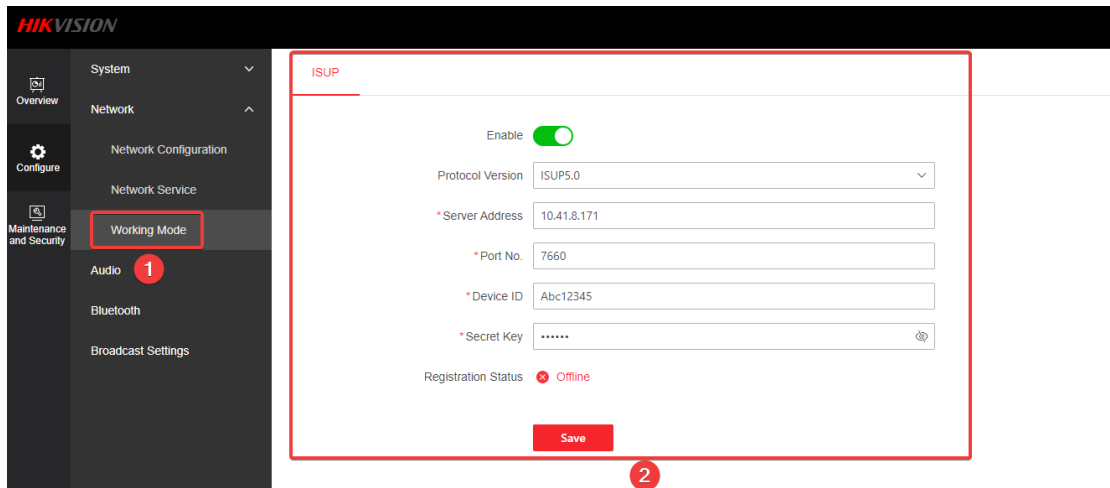 HIKVISION
Overview
Configure
Maintenance
and Security
System
Network
Network Configuration
Network Service
Working Mode
1
Audio
Bluetooth
Broadcast Settings
ISUP
Enable
Protocol Version ISUP5.0
*Server Address 10.41.8.171
*Port No. 7660
*Device ID Abc12345
*Secret Key ••••••
Registration Status Offline
Save
2